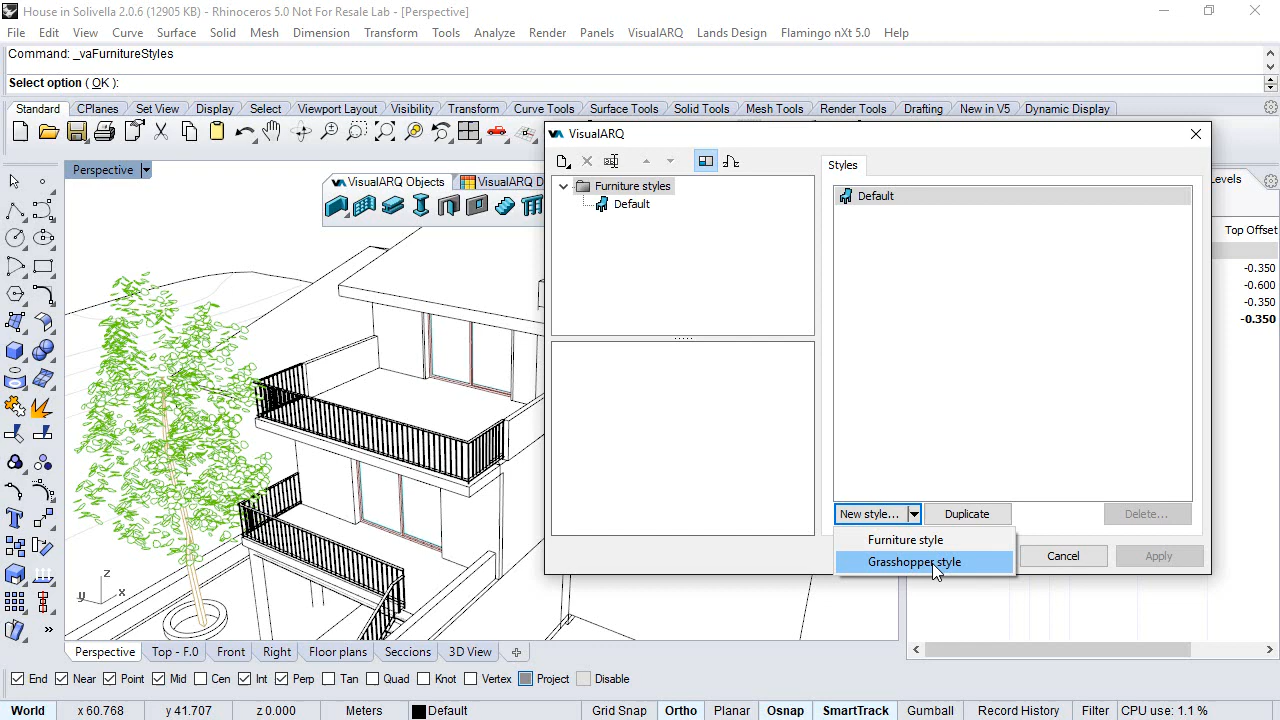 House in Solivella 2.0.6 (12905 KB) - Rhinoceros 5.0 Not For Resale Lab - [Perspective]
File Edit View Curve Surface Solid Mesh Dimension Transform Tools Analyze Render Panels VisualARQ Lands Design Flamingo nXt 5.0 Help
Command: _vaFurnitureStyles
Select option ( OK ):
Standard CPlanes Set View Display Select Viewport Layout Visibility Transform Curve Tools Surface Tools Solid Tools Mesh Tools Render Tools Drafting New in V5 Dynamic Display
VisualARQ
Perspective
VisualARQ Objects VisualARQ D
Styles
Levels
Furniture styles
Default
Default
Top Offset
-0.350
-0.600
-0.350
-0.350
New style... Duplicate Delete...
Furniture style
Grasshopper style
Cancel Apply
z
y x
Perspective Top - F.0 Front Right Floor plans Seccions 3D View
End Near Point Mid Cen Int Perp Tan Quad Knot Vertex Project Disable
World x 60.768 y 41.707 z 0.000 Meters Default Grid Snap Ortho Planar Osnap SmartTrack Gumball Record History Filter CPU use: 1.1 %